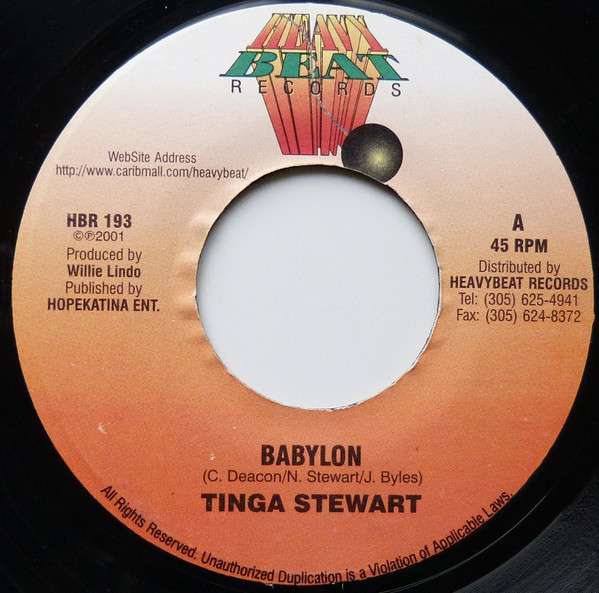 HEAVY
BEAT
RECORDS
WebSite Address
http://www.caribmall.com/heavybeat/
HBR 193
©℗2001
Produced by
Willie Lindo
Published by
HOPEKATINA ENT.
A
45 RPM
Distributed by
HEAVYBEAT RECORDS
Tel: (305) 625-4941
Fax: (305) 624-8372
BABYLON
(C. Deacon/N. Stewart/J. Byles)
TINGA STEWART
All Rights Reserved. Unauthorized Duplication is a Violation of Applicable Laws.